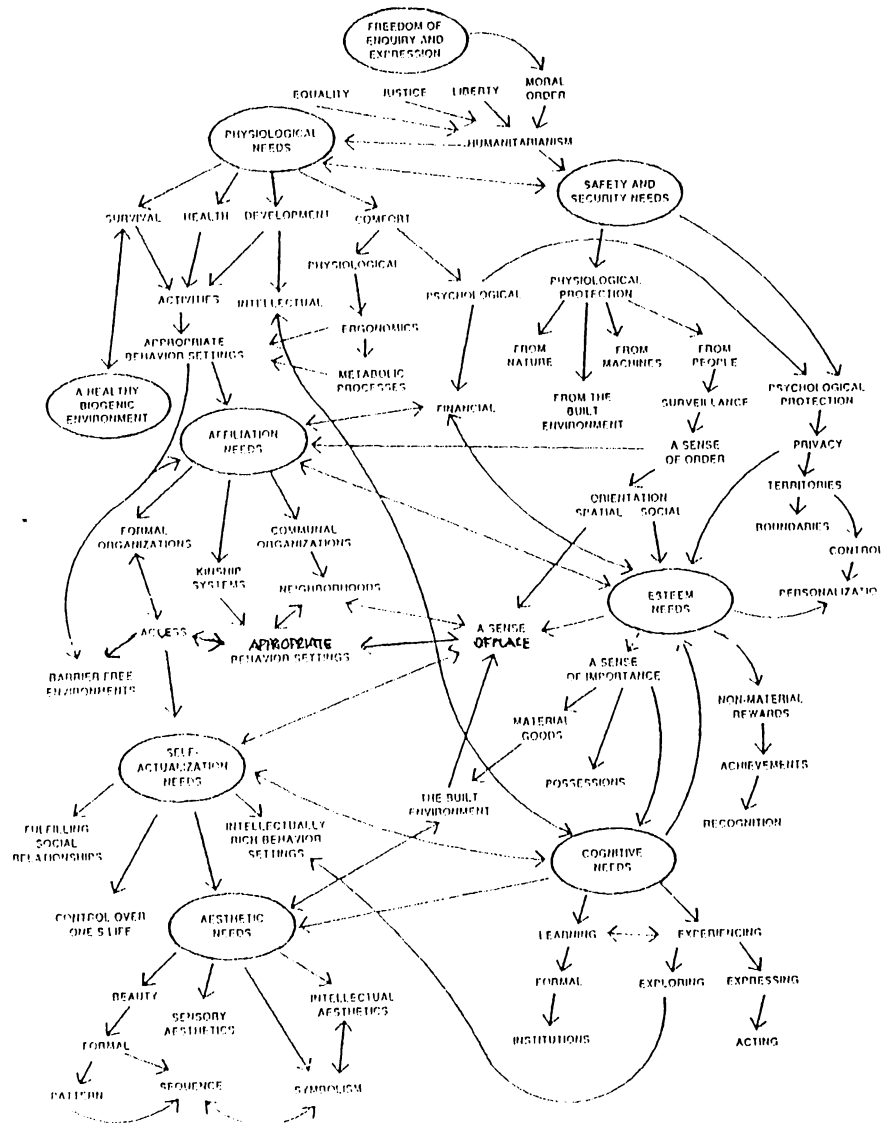 FREEDOM OF
ENQUIRY AND
EXPRESSION
MORAL
ORDER
EQUALITY
JUSTICE
LIBERTY
HUMANITARIANISM
PHYSIOLOGICAL
NEEDS
SAFETY AND
SECURITY NEEDS
SURVIVAL
HEALTH
DEVELOPMENT
COMFORT
PHYSIOLOGICAL
PSYCHOLOGICAL
PHYSIOLOGICAL
PROTECTION
ACTIVITIES
INTELLECTUAL
ERGONOMICS
APPROPRIATE
BEHAVIOR SETTINGS
METABOLIC
PROCESSES
FROM
NATURE
FROM
MACHINES
FROM
PEOPLE
A HEALTHY
BIOGENIC
ENVIRONMENT
FINANCIAL
FROM THE
BUILT
ENVIRONMENT
SURVEILLANCE
PSYCHOLOGICAL
PROTECTION
AFFILIATION
NEEDS
A SENSE
OF ORDER
PRIVACY
TERRITORIES
ORIENTATION
SPATIAL SOCIAL
BOUNDARIES
FORMAL
ORGANIZATIONS
COMMUNAL
ORGANIZATIONS
CONTROL
KINSHIP
SYSTEMS
NEIGHBORHOODS
ESTEEM
NEEDS
PERSONALIZATIO
ACCESS
APPROPRIATE
BEHAVIOR SETTINGS
A SENSE
OF PLACE
BARRIER FREE
ENVIRONMENTS
A SENSE
OF IMPORTANCE
NON-MATERIAL
REWARDS
MATERIAL
GOODS
SELF-
ACTUALIZATION
NEEDS
POSSESSIONS
ACHIEVEMENTS
THE BUILT
ENVIRONMENT
RECOGNITION
FULFILLING
SOCIAL
RELATIONSHIPS
INTELLECTUALLY
RICH BEHAVIOR
SETTINGS
COGNITIVE
NEEDS
CONTROL OVER
ONE'S LIFE
AESTHETIC
NEEDS
LEARNING
EXPERIENCING
FORMAL
EXPLORING
EXPRESSING
BEAUTY
SENSORY
AESTHETICS
INTELLECTUAL
AESTHETICS
INSTITUTIONS
ACTING
FORMAL
PATTERN
SEQUENCE
SYMBOLISM